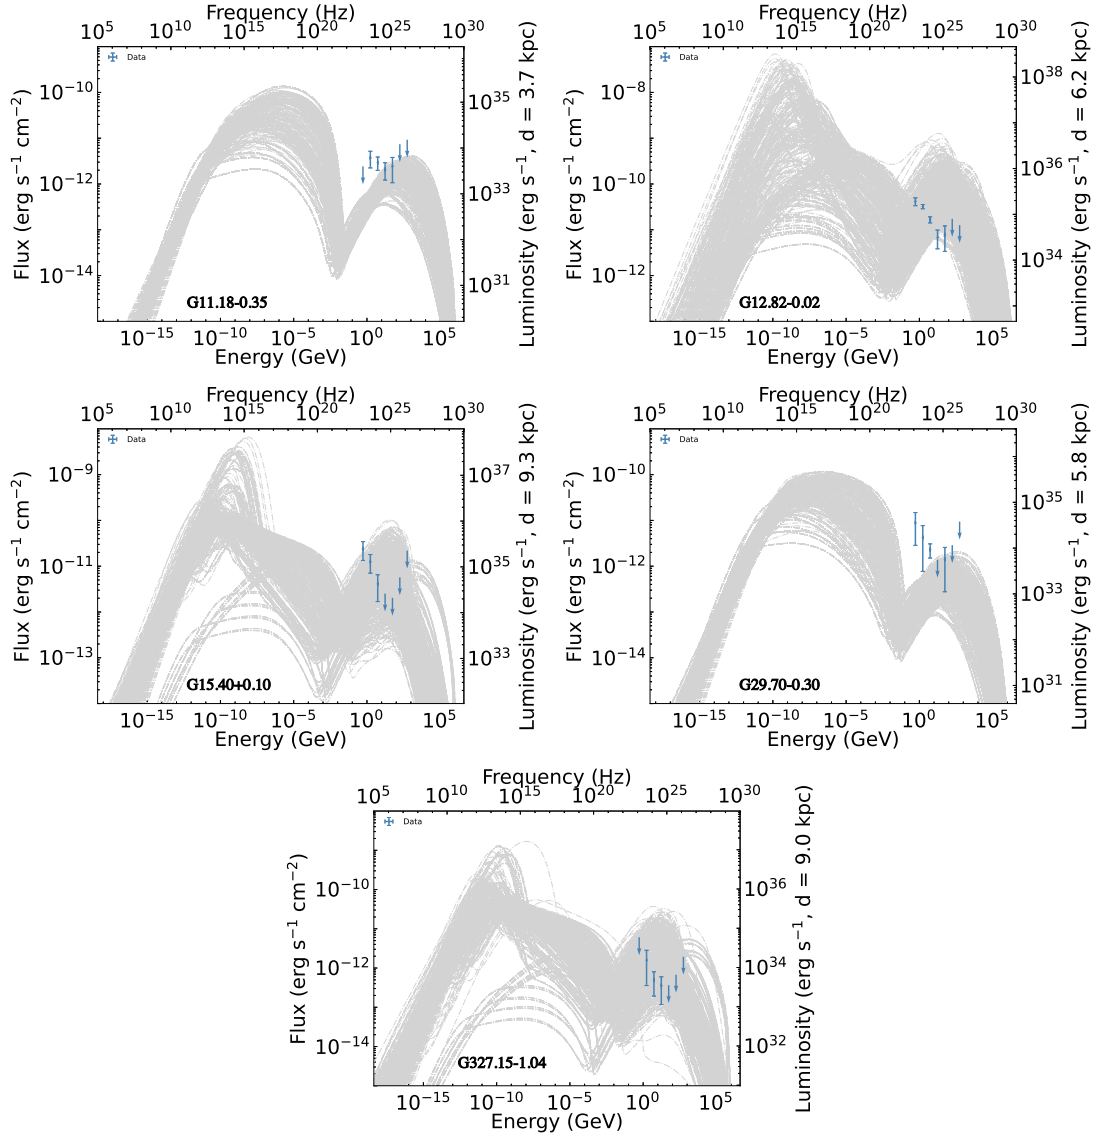 Frequency (Hz)
10^5 10^10 10^15 10^20 10^25 10^30
Data
Flux (erg s^−1 cm^−2)
10^−10
10^−12
10^−14
10^35
10^33
10^31
Luminosity (erg s^−1, d = 3.7 kpc)
G11.18-0.35
10^−15 10^−10 10^−5 10^0 10^5
Energy (GeV)
Frequency (Hz)
10^5 10^10 10^15 10^20 10^25 10^30
Data
Flux (erg s^−1 cm^−2)
10^−8
10^−10
10^−12
10^38
10^36
10^34
Luminosity (erg s^−1, d = 6.2 kpc)
G12.82-0.02
10^−15 10^−10 10^−5 10^0 10^5
Energy (GeV)
Frequency (Hz)
10^5 10^10 10^15 10^20 10^25 10^30
Data
Flux (erg s^−1 cm^−2)
10^−9
10^−11
10^−13
10^37
10^35
10^33
Luminosity (erg s^−1, d = 9.3 kpc)
G15.40+0.10
10^−15 10^−10 10^−5 10^0 10^5
Energy (GeV)
Frequency (Hz)
10^5 10^10 10^15 10^20 10^25 10^30
Data
Flux (erg s^−1 cm^−2)
10^−10
10^−12
10^−14
10^35
10^33
10^31
Luminosity (erg s^−1, d = 5.8 kpc)
G29.70-0.30
10^−15 10^−10 10^−5 10^0 10^5
Energy (GeV)
Frequency (Hz)
10^5 10^10 10^15 10^20 10^25 10^30
Data
Flux (erg s^−1 cm^−2)
10^−10
10^−12
10^−14
10^36
10^34
10^32
Luminosity (erg s^−1, d = 9.0 kpc)
G327.15-1.04
10^−15 10^−10 10^−5 10^0 10^5
Energy (GeV)